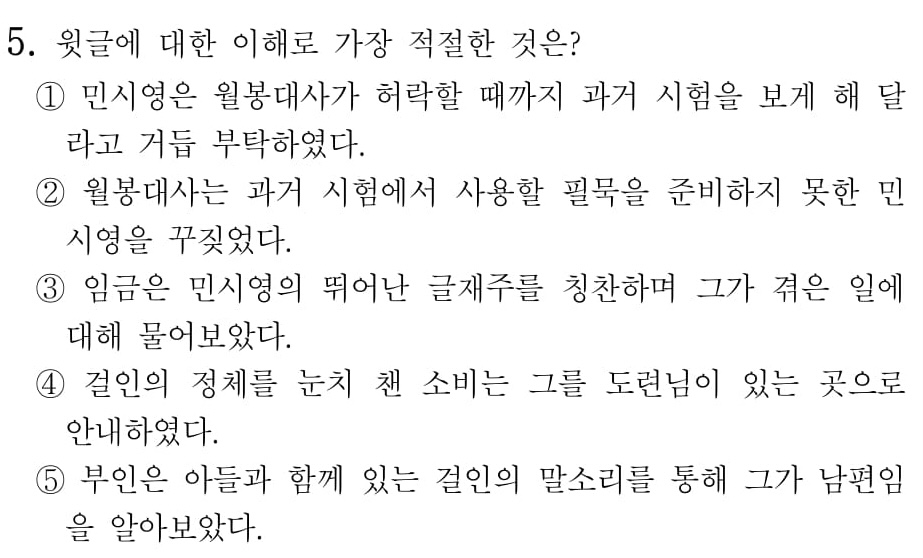 5. 윗글에 대한 이해로 가장 적절한 것은?
① 민시영은 월봉대사가 허락할 때까지 과거 시험을 보게 해 달
라고 거듭 부탁하였다.
② 월봉대사는 과거 시험에서 사용할 필묵을 준비하지 못한 민
시영을 꾸짖었다.
③ 임금은 민시영의 뛰어난 글재주를 칭찬하며 그가 겪은 일에
대해 물어보았다.
④ 걸인의 정체를 눈치 챈 소비는 그를 도련님이 있는 곳으로
안내하였다.
⑤ 부인은 아들과 함께 있는 걸인의 말소리를 통해 그가 남편임
을 알아보았다.